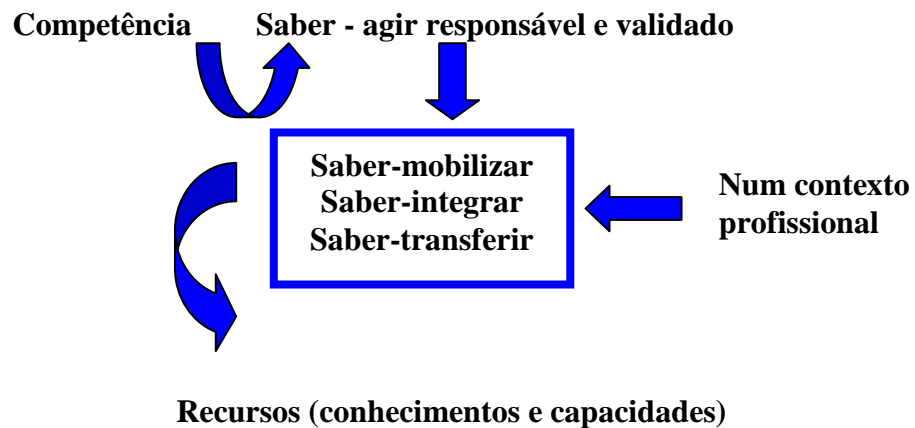 Competência Saber - agir responsável e validado
Saber-mobilizar
Saber-integrar
Saber-transferir
Num contexto
profissional
Recursos (conhecimentos e capacidades)